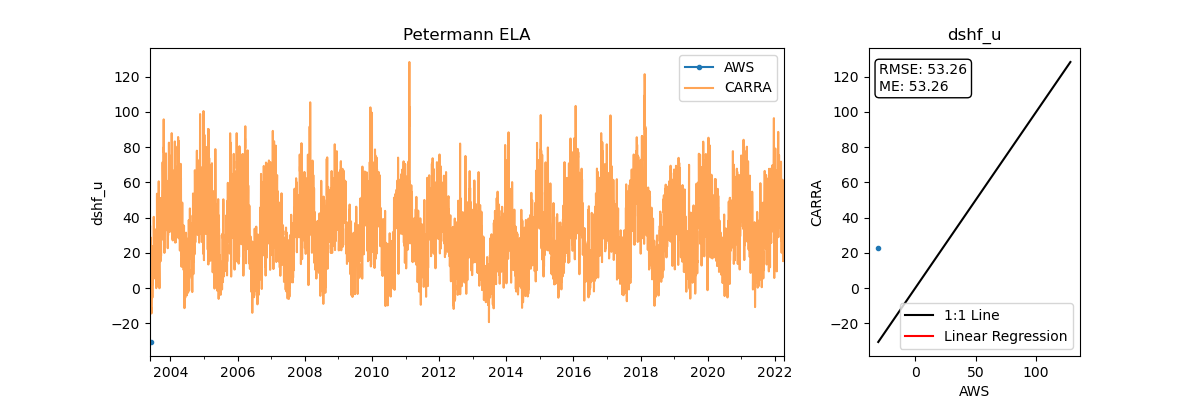 Petermann ELA
dshf_u
AWS
CARRA
RMSE: 53.26
ME: 53.26
120
100
80
60
40
20
0
−20
dshf_u
2004
2006
2008
2010
2012
2014
2016
2018
2020
2022
120
100
80
60
40
20
0
−20
CARRA
1:1 Line
Linear Regression
0
50
100
AWS